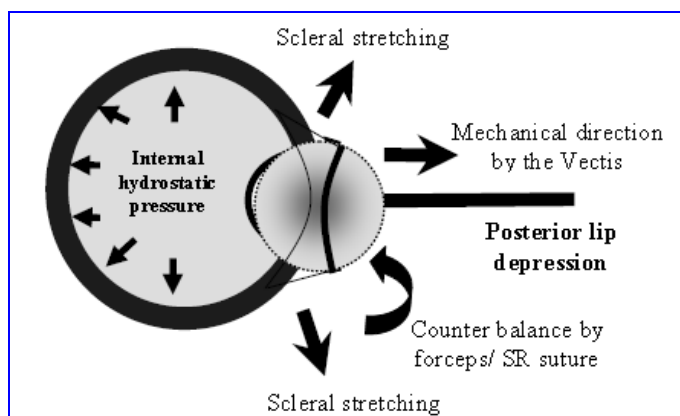 Scleral stretching
Mechanical direction
by the Vectis
Internal
hydrostatic
pressure
Posterior lip
depression
Counter balance by
forceps/ SR suture
Scleral stretching